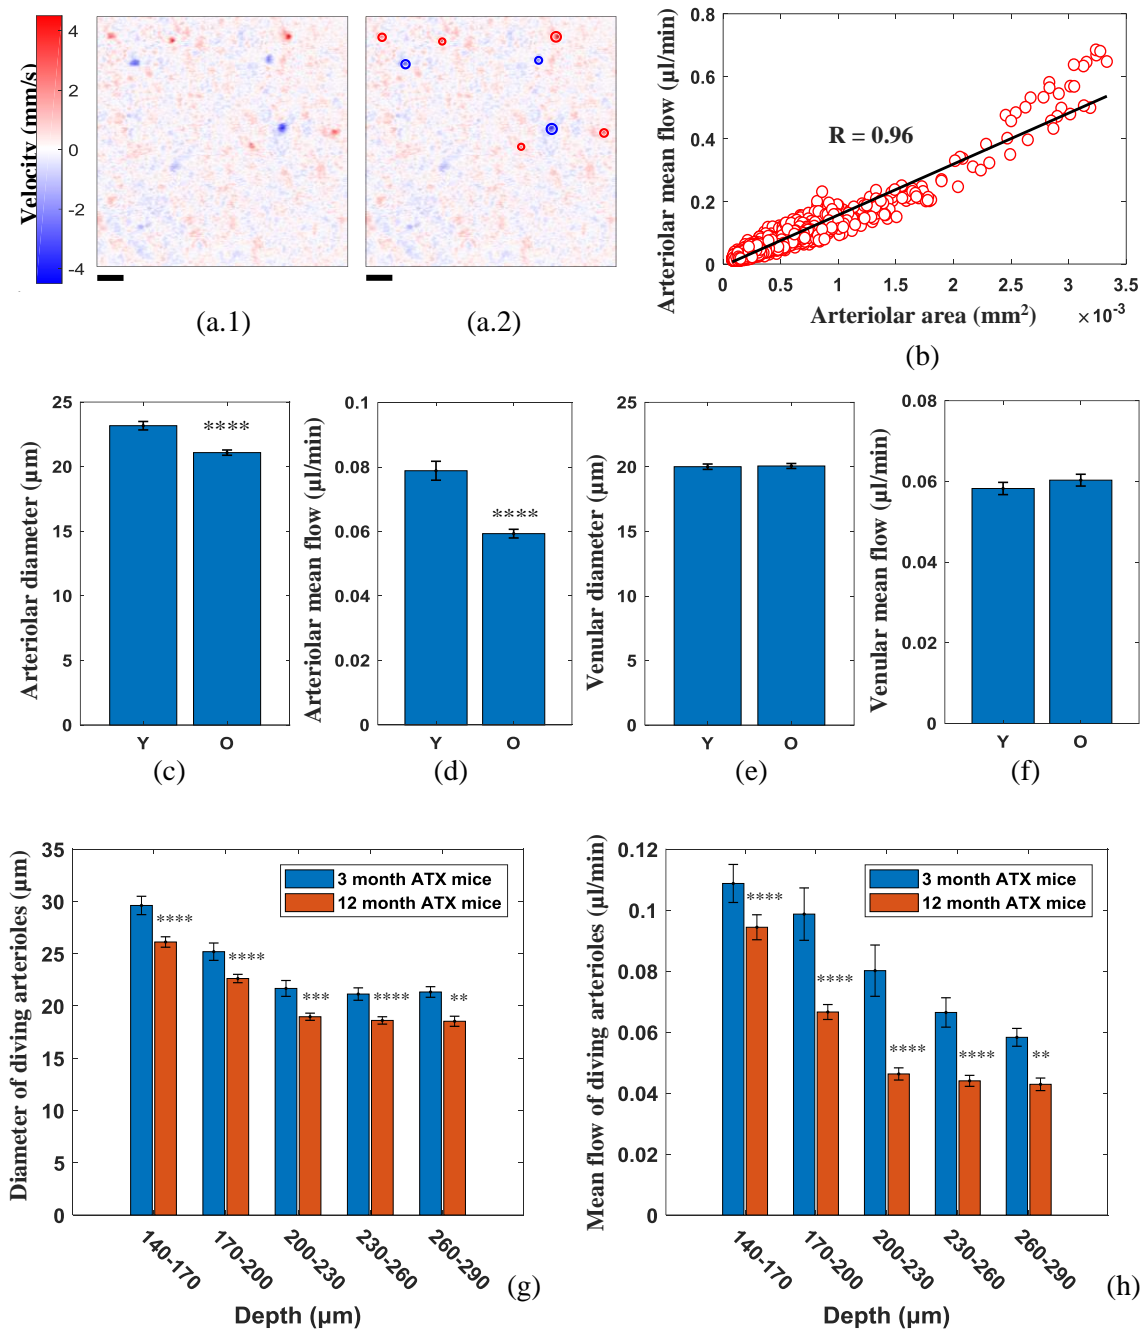 Velocity (mm/s)
4
2
0
-2
-4
(a.1)
(a.2)
Arteriolar mean flow (µl/min)
0.8
0.6
0.4
0.2
0
R = 0.96
0
0.5
1
1.5
2
2.5
3
3.5
Arteriolar area (mm²)
×10⁻³
(b)
Arteriolar diameter (µm)
25
20
15
10
5
0
****
Y
O
(c)
Arteriolar mean flow (µl/min)
0.1
0.08
0.06
0.04
0.02
0
****
Y
O
(d)
Venular diameter (µm)
25
20
15
10
5
0
Y
O
(e)
Venular mean flow (µl/min)
0.08
0.06
0.04
0.02
0
Y
O
(f)
Diameter of diving arterioles (µm)
35
30
25
20
15
10
5
0
3 month ATX mice
12 month ATX mice
****
****
***
****
**
140-170
170-200
200-230
230-260
260-290
Depth (µm)
(g)
Mean flow of diving arterioles (µl/min)
0.12
0.1
0.08
0.06
0.04
0.02
0
3 month ATX mice
12 month ATX mice
****
****
****
****
**
140-170
170-200
200-230
230-260
260-290
Depth (µm)
(h)